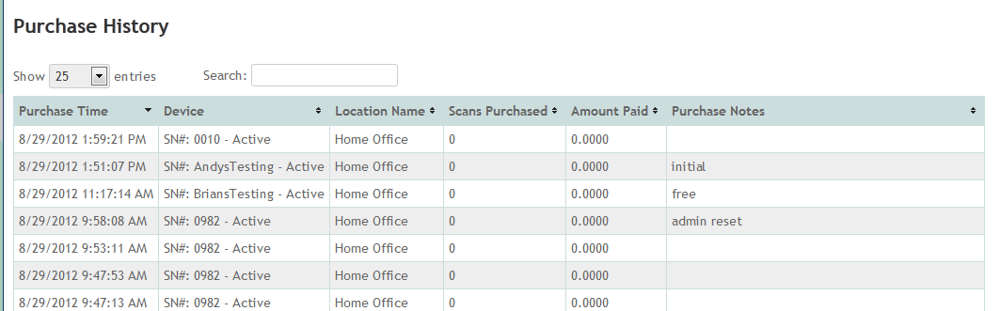 Purchase History
Show 25 entries Search:
Purchase Time Device Location Name Scans Purchased Amount Paid Purchase Notes
8/29/2012 1:59:21 PM SN#: 0010 - Active Home Office 0 0.0000
8/29/2012 1:51:07 PM SN#: AndysTesting - Active Home Office 0 0.0000 initial
8/29/2012 11:17:14 AM SN#: BriansTesting - Active Home Office 0 0.0000 free
8/29/2012 9:58:08 AM SN#: 0982 - Active Home Office 0 0.0000 admin reset
8/29/2012 9:53:11 AM SN#: 0982 - Active Home Office 0 0.0000
8/29/2012 9:47:53 AM SN#: 0982 - Active Home Office 0 0.0000
8/29/2012 9:47:13 AM SN#: 0982 - Active Home Office 0 0.0000